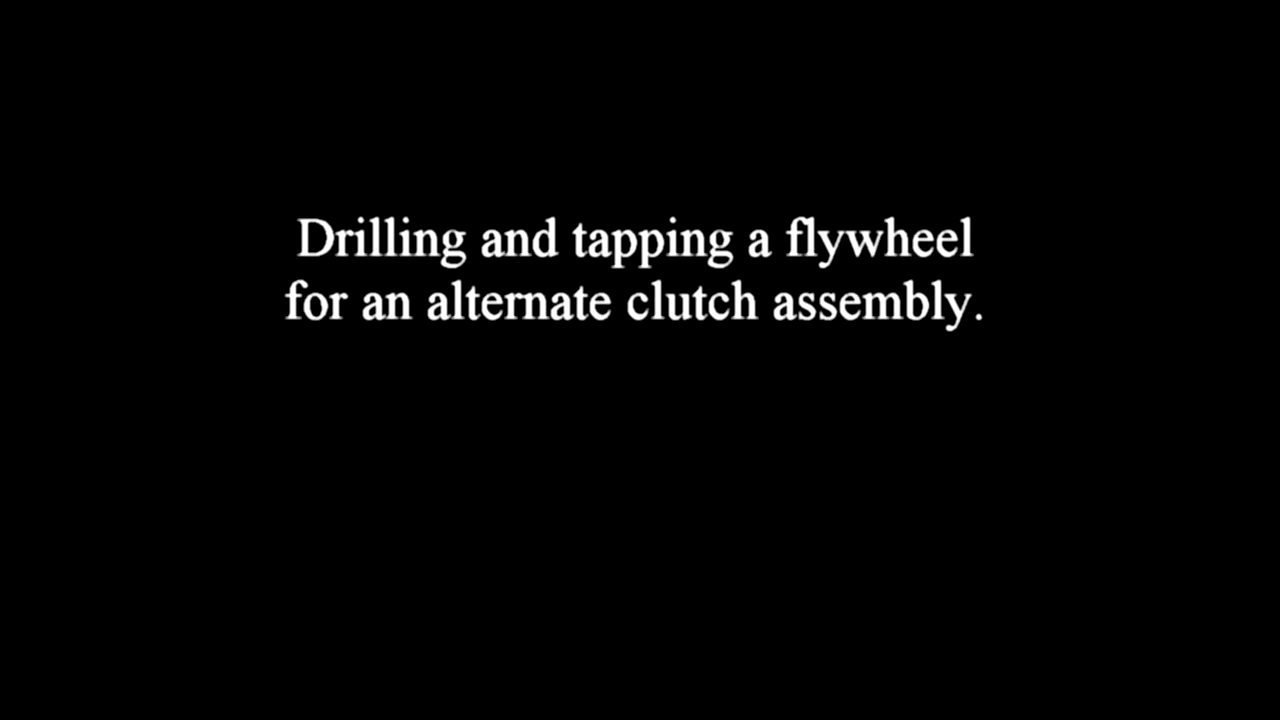 Drilling and tapping a flywheel
for an alternate clutch assembly.